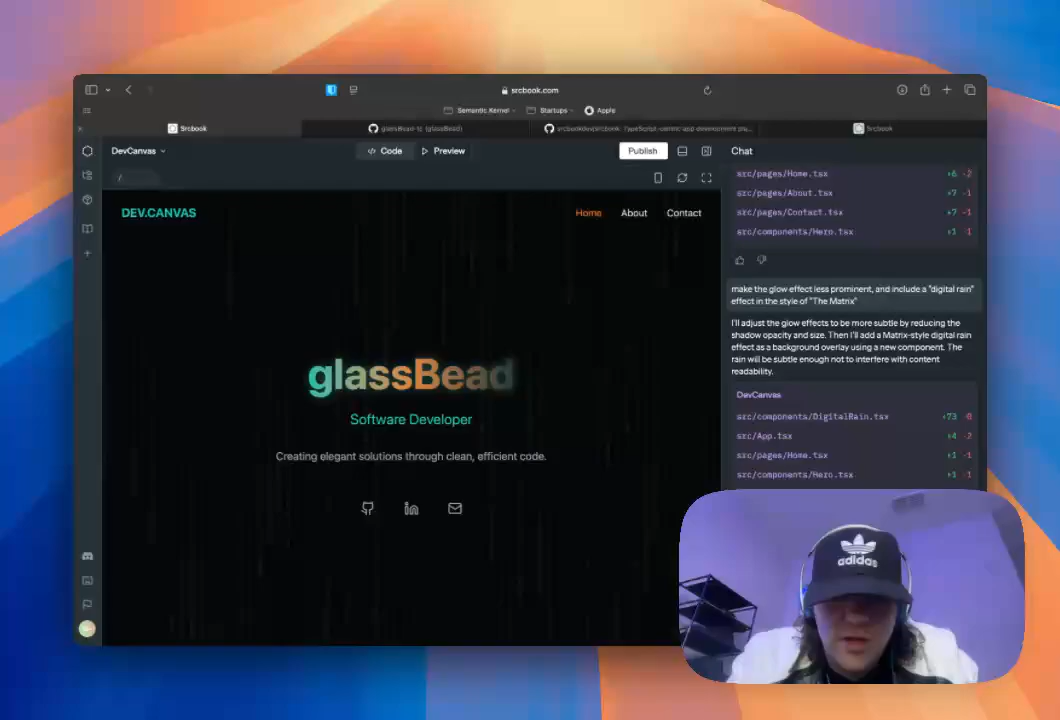 srcbook.com
Semantic Kernel
Startups
Apple
Srcbook
glassBead-tc (glassBead)
Srcbook
DevCanvas
Code
Preview
Publish
Chat
/
src/pages/Home.tsx +6 -2
src/pages/About.tsx +7 -1
src/pages/Contact.tsx +7 -1
src/components/Hero.tsx +1 -1
DEV.CANVAS
Home
About
Contact
make the glow effect less prominent, and include a "digital rain"
effect in the style of "The Matrix"
I'll adjust the glow effects to be more subtle by reducing the
shadow opacity and size. Then I'll add a Matrix-style digital rain
effect as a background overlay using a new component. The
rain will be subtle enough not to interfere with content
readability.
DevCanvas
src/components/DigitalRain.tsx +73 -0
src/App.tsx +4 -2
src/pages/Home.tsx +1 -1
src/components/Hero.tsx +1 -1
glassBead
Software Developer
Creating elegant solutions through clean, efficient code.
adidas